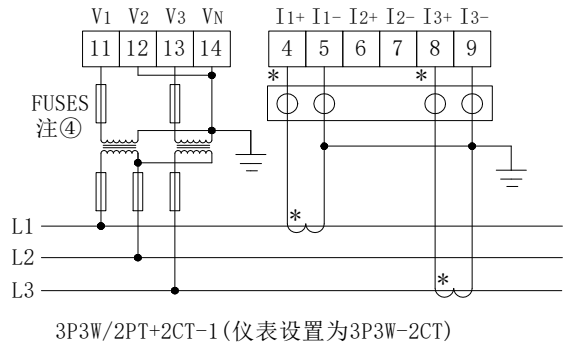 V1 V2 V3 VN I1+ I1- I2+ I2- I3+ I3-
11 12 13 14 4 5 6 7 8 9
* *
FUSES
注④
*
L1
L2
*
L3
3P3W/2PT+2CT-1(仪表设置为3P3W-2CT)